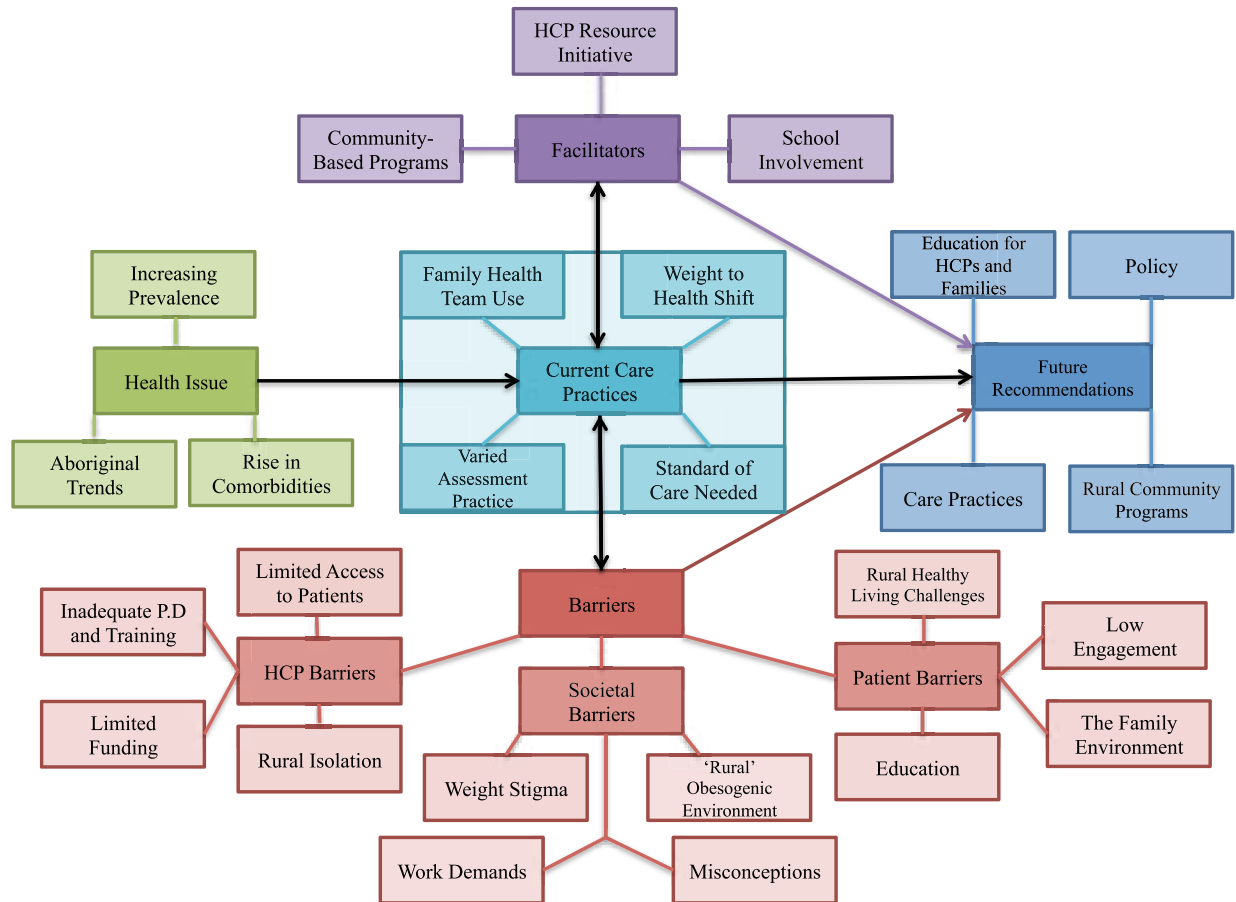 HCP Resource
Initiative
Community-
Based Programs
Facilitators
School
Involvement
Increasing
Prevalence
Health Issue
Aboriginal
Trends
Rise in
Comorbidities
Family Health
Team Use
Weight to
Health Shift
Current Care
Practices
Varied
Assessment
Practice
Standard of
Care Needed
Education for
HCPs and
Families
Policy
Future
Recommendations
Care Practices
Rural Community
Programs
Barriers
Limited Access
to Patients
Inadequate P.D
and Training
HCP Barriers
Limited
Funding
Rural Isolation
Societal
Barriers
Weight Stigma
‘Rural’
Obesogenic
Environment
Work Demands
Misconceptions
Rural Healthy
Living Challenges
Low
Engagement
Patient Barriers
The Family
Environment
Education